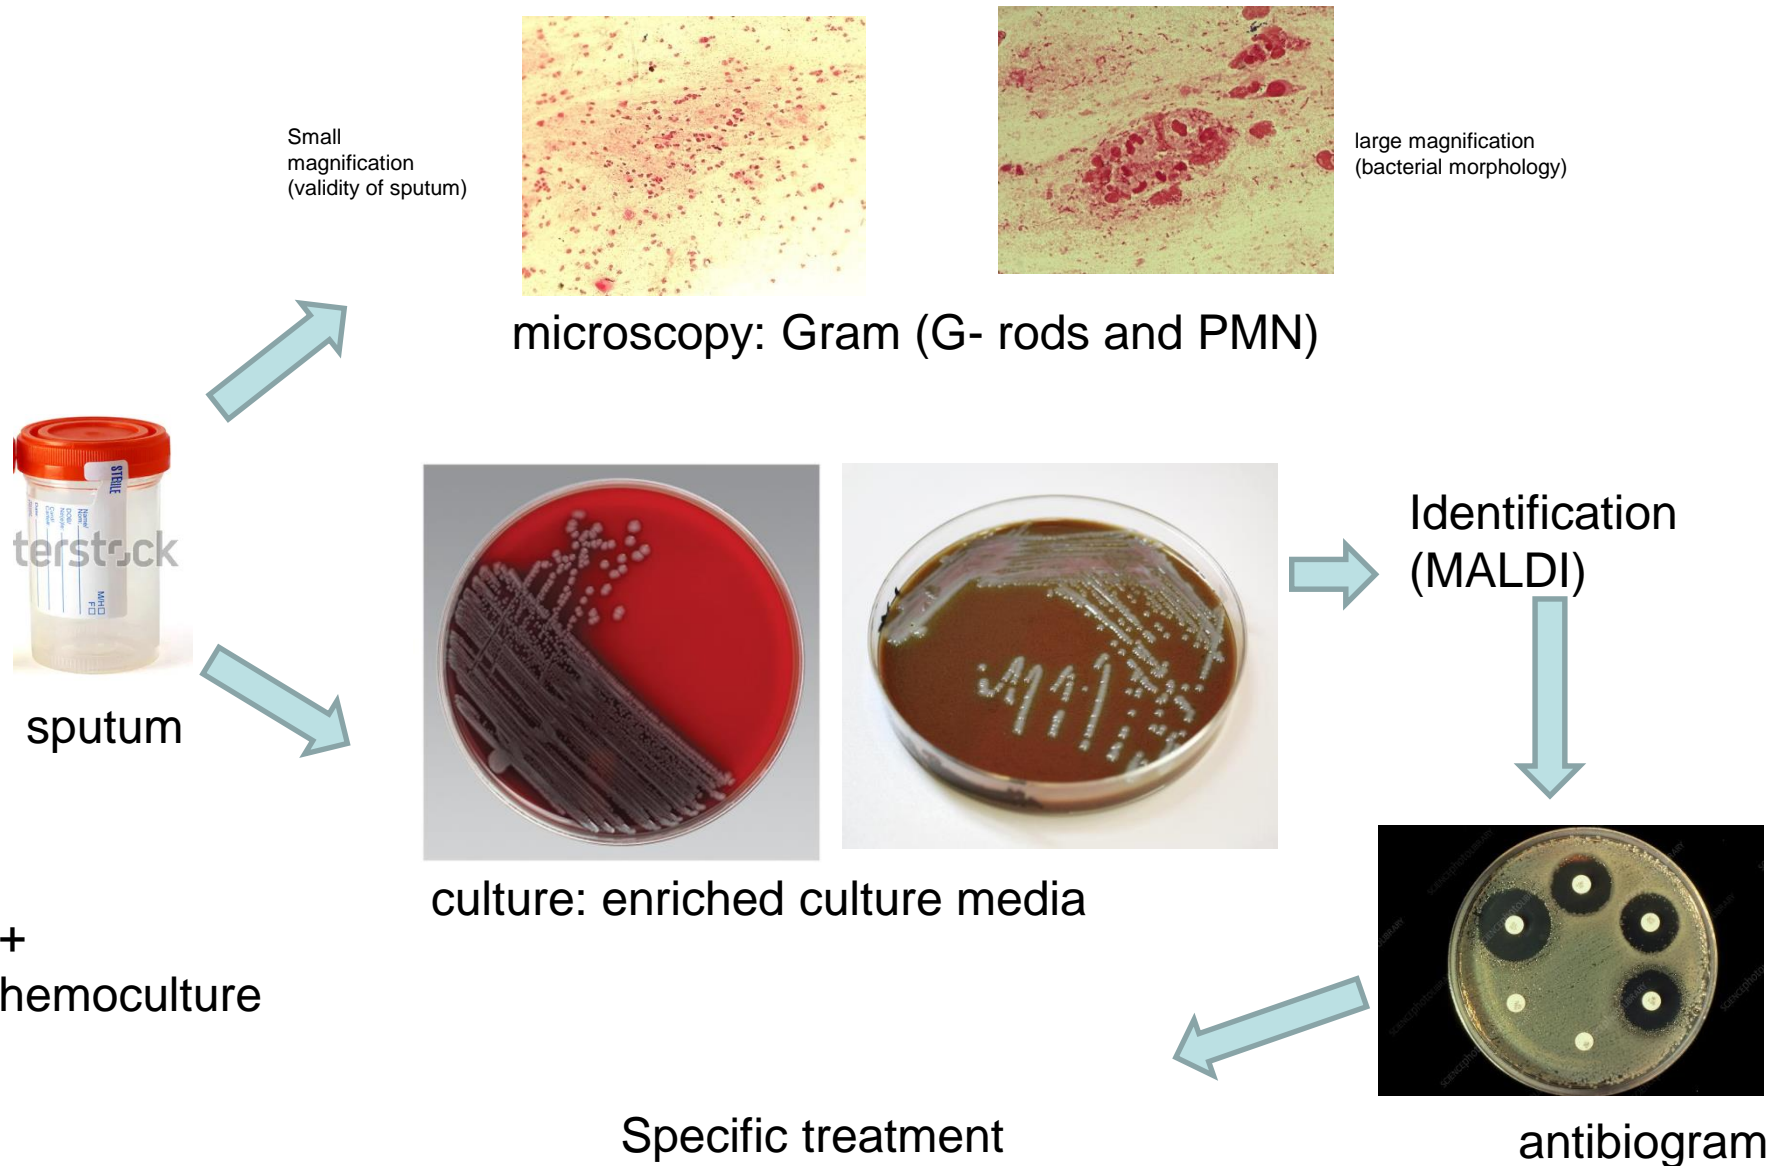 Small
magnification
(validity of sputum)
large magnification
(bacterial morphology)
microscopy: Gram (G- rods and PMN)
STERILE
terstock
sputum
Identification
(MALDI)
culture: enriched culture media
+
hemoculture
Specific treatment
antibiogram